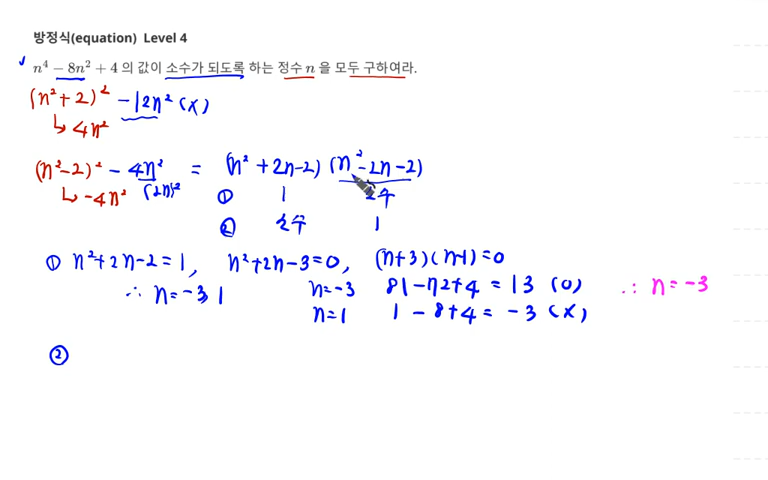 방정식(equation) Level 4
n⁴ − 8n² + 4 의 값이 소수가 되도록 하는 정수 n 을 모두 구하여라.
(n²+2)² −12n² (×)
↳ 4n²
(n²−2)² − 4n² = (n²+2n−2)(n²−2n−2)
↳ −4n² (2n)² ① 1 소수
② 소수 1
① n²+2n−2=1, n²+2n−3=0, (n+3)(n−1)=0
∴ n=−3, 1 n=−3 81−72+4 = 13 (O) ∴ n=−3
n=1 1−8+4 = −3 (×)
②